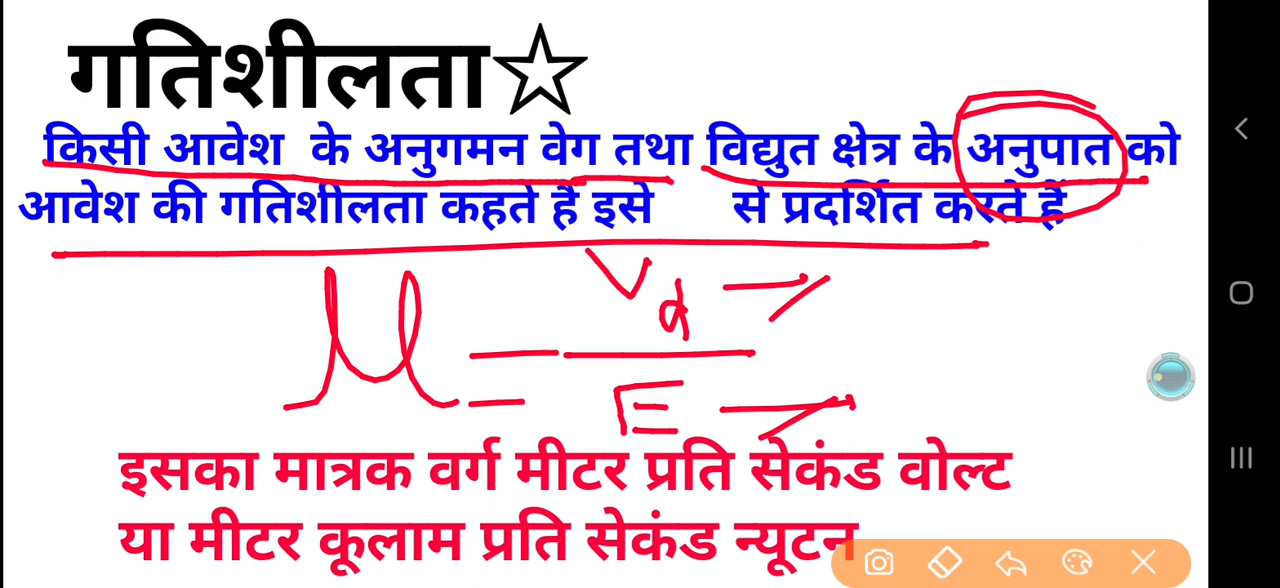 गतिशीलता☆
किसी आवेश के अनुगमन वेग तथा विद्युत क्षेत्र के अनुपात को
आवेश की गतिशीलता कहते हैं इसे से प्रदर्शित करते हैं
μ = Vd / E
इसका मात्रक वर्ग मीटर प्रति सेकंड वोल्ट
या मीटर कूलाम प्रति सेकंड न्यूटन